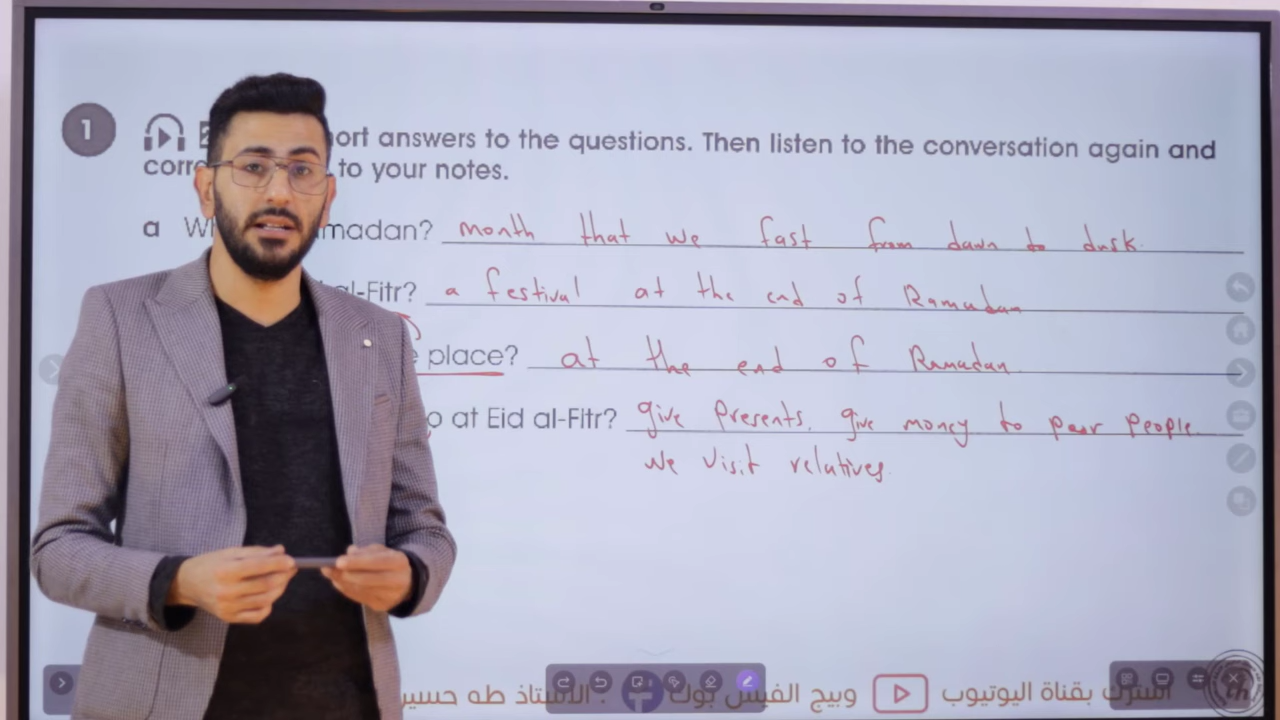 1
ort answers to the questions. Then listen to the conversation again and
corr to your notes.
a madan? month that we fast from dawn to dusk.
al-Fitr? a festival at the end of Ramadan
place? at the end of Ramadan
at Eid al-Fitr? give presents, give money to poor people.
we visit relatives.
اشترك بقناة اليوتيوب وبيج الفيس بوك : الاستاذ طه حسين
th